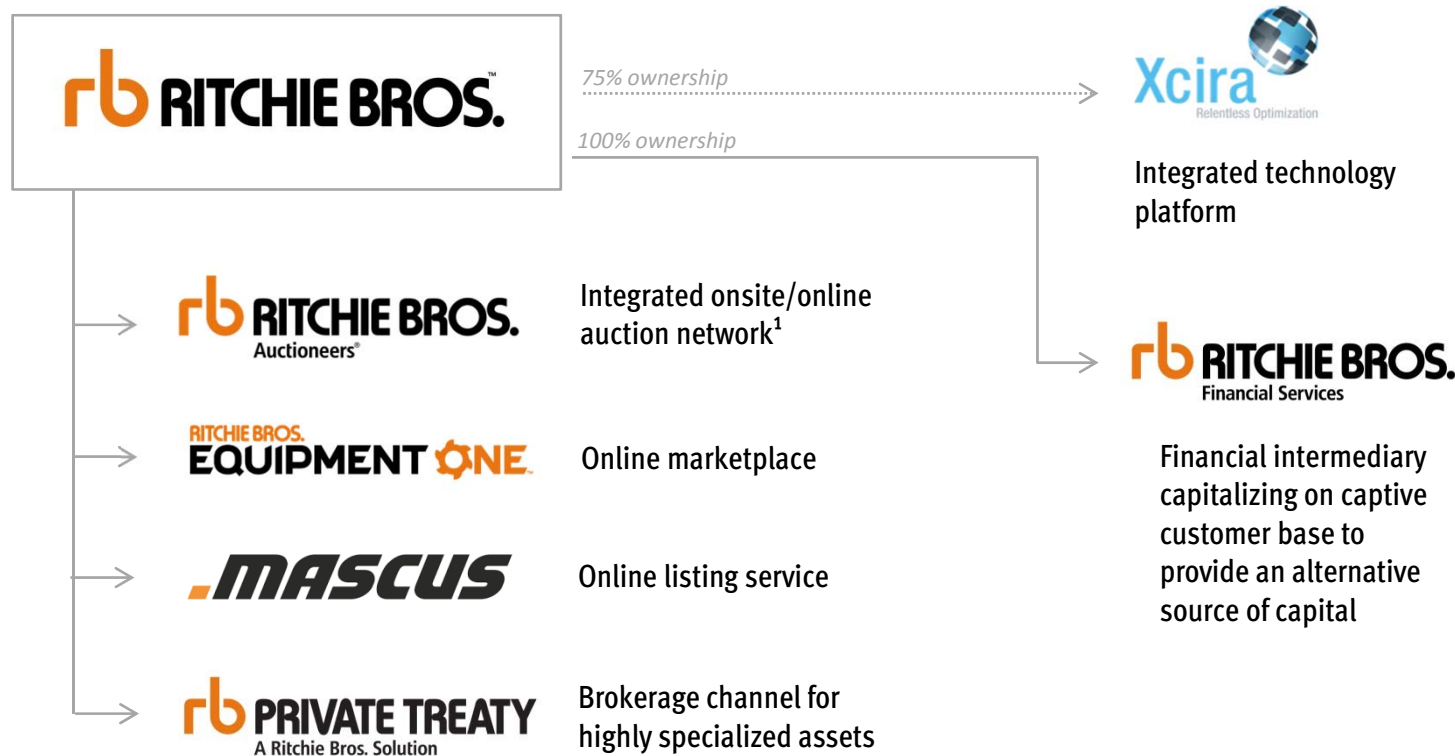 rb RITCHIE BROS.™
75% ownership
100% ownership
Xcira
Relentless Optimization
Integrated technology
platform
rb RITCHIE BROS.
Auctioneers®
Integrated onsite/online
auction network¹
RITCHIE BROS.
EQUIPMENT ONE™
Online marketplace
.MASCUS
Online listing service
rb PRIVATE TREATY
A Ritchie Bros. Solution
Brokerage channel for
highly specialized assets
rb RITCHIE BROS.
Financial Services
Financial intermediary
capitalizing on captive
customer base to
provide an alternative
source of capital